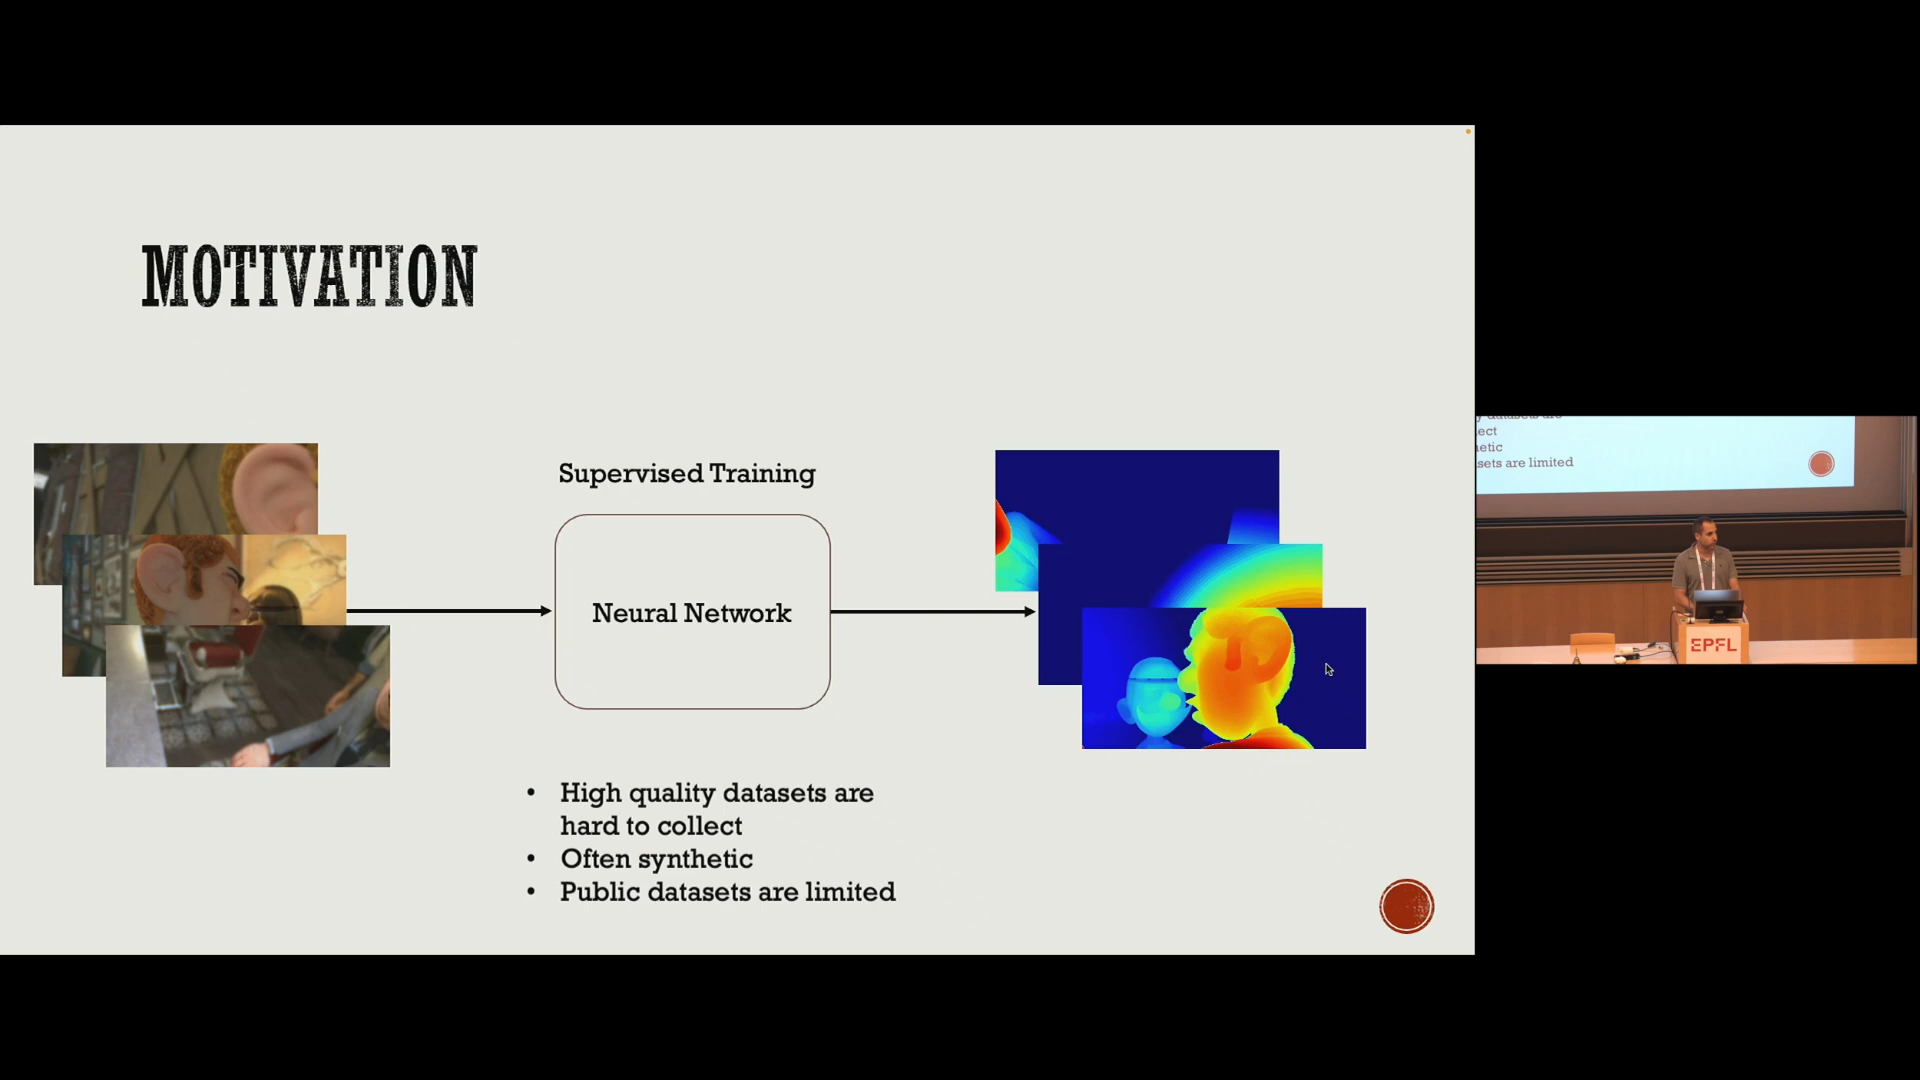 MOTIVATION
Supervised Training
Neural Network
• High quality datasets are
hard to collect
• Often synthetic
• Public datasets are limited
ect
etic
sets are limited
EPFL